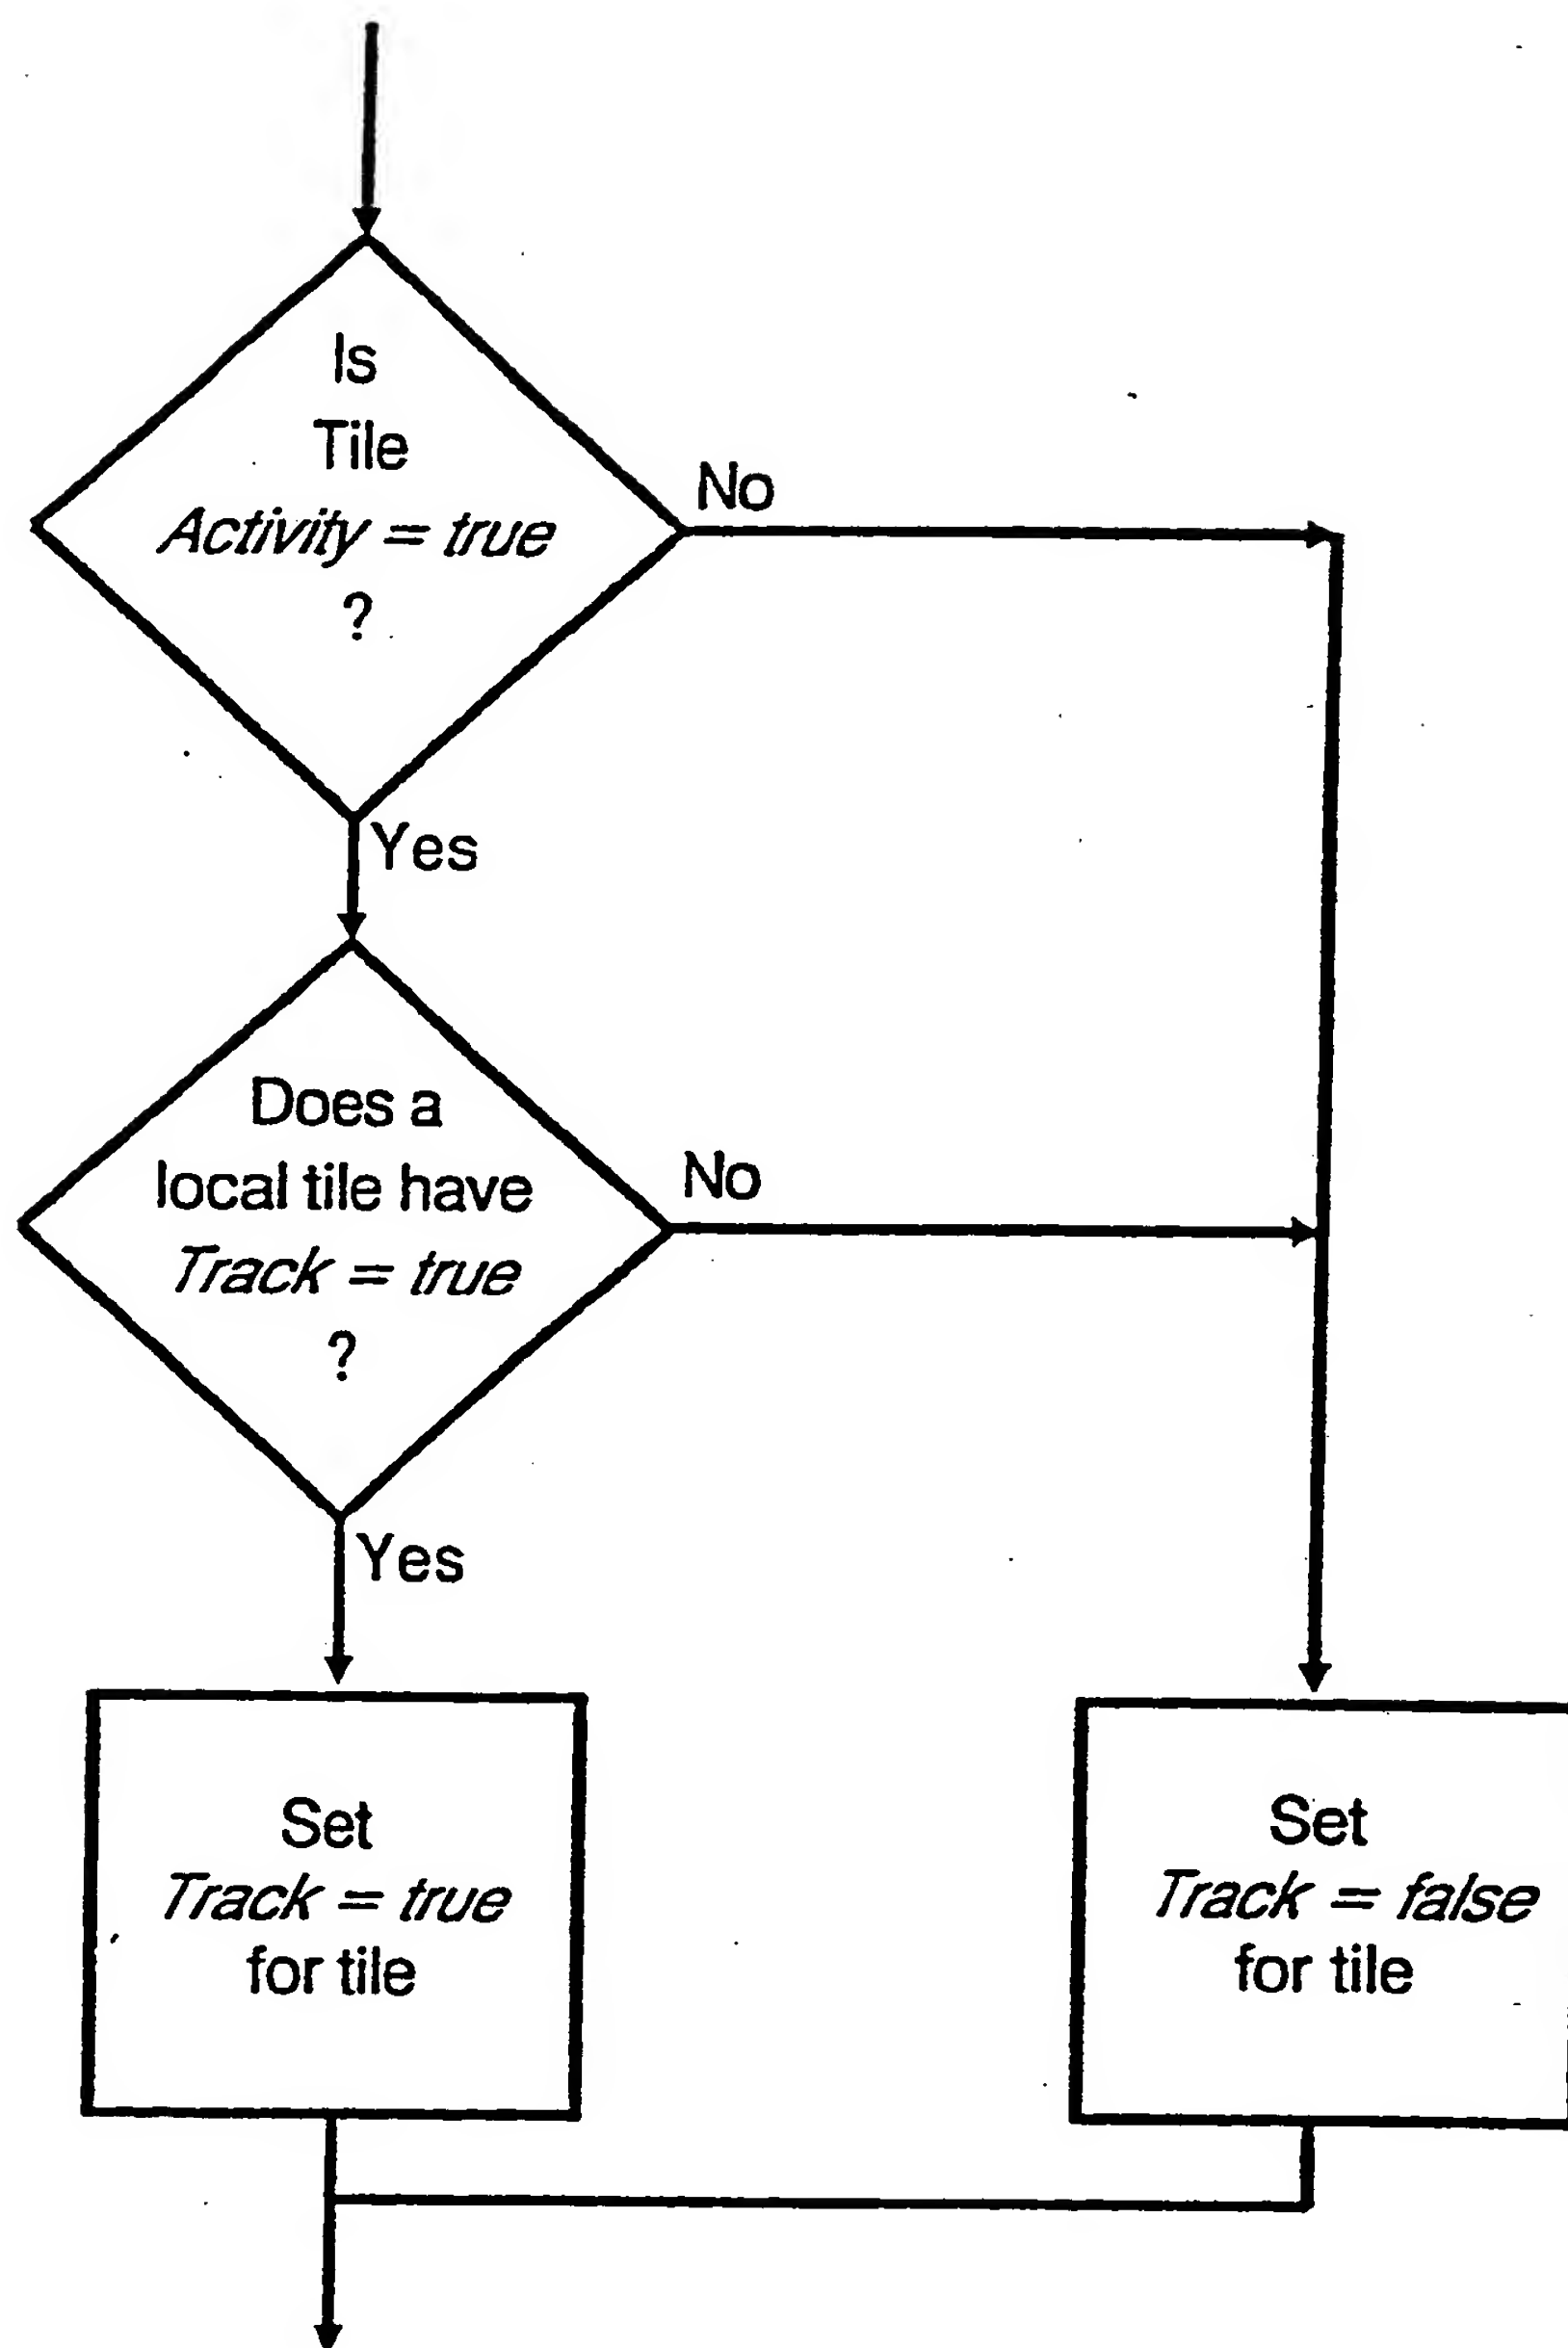 Is
Tile
Activity = true
?
No
Yes
Does a
local tile have
Track = true
?
No
Yes
Set
Track = true
for tile
Set
Track = false
for tile